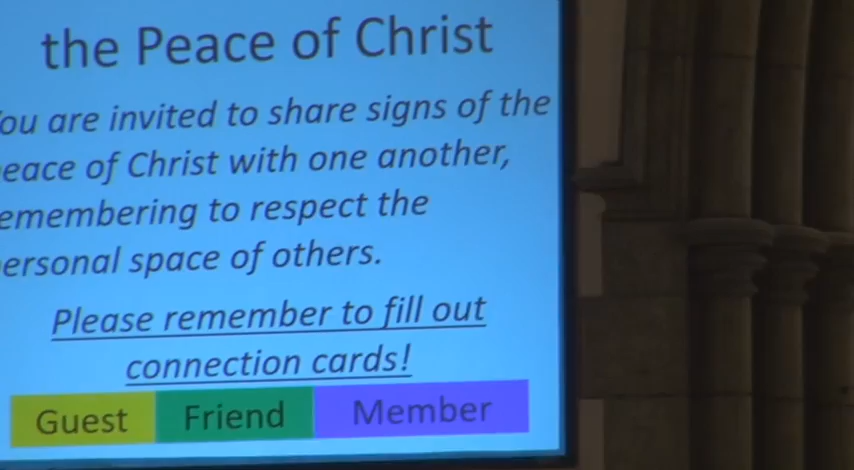 the Peace of Christ
ou are invited to share signs of the
eace of Christ with one another,
emembering to respect the
ersonal space of others.
Please remember to fill out
connection cards!
Guest Friend Member